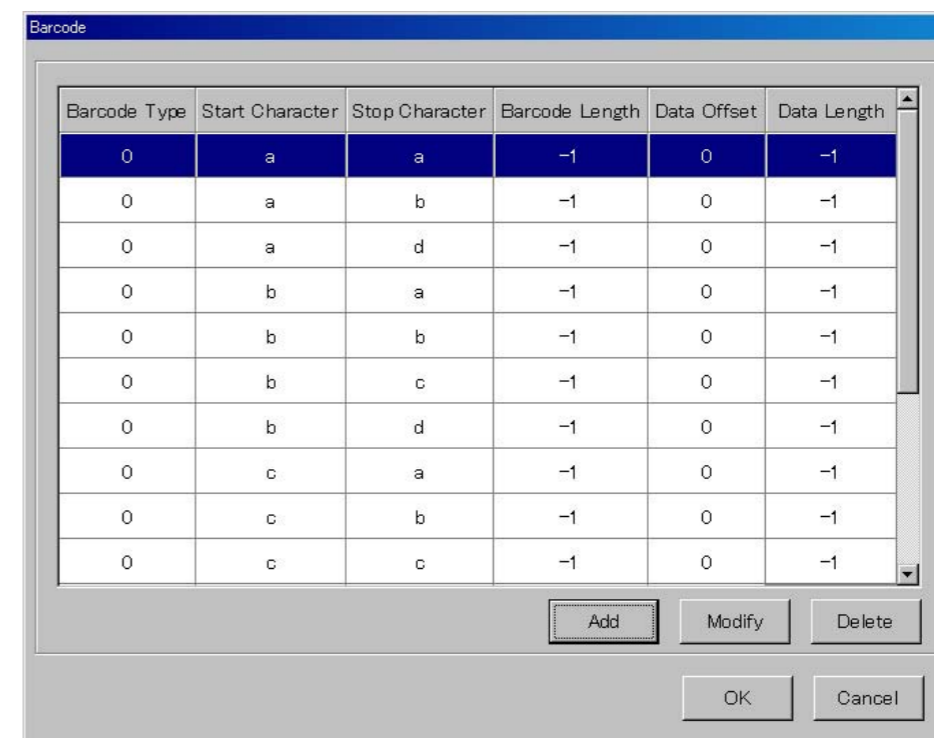 Barcode
Barcode Type Start Character Stop Character Barcode Length Data Offset Data Length
0 a a -1 0 -1
0 a b -1 0 -1
0 a d -1 0 -1
0 b a -1 0 -1
0 b b -1 0 -1
0 b c -1 0 -1
0 b d -1 0 -1
0 c a -1 0 -1
0 c b -1 0 -1
0 c c -1 0 -1
Add Modify Delete
OK Cancel